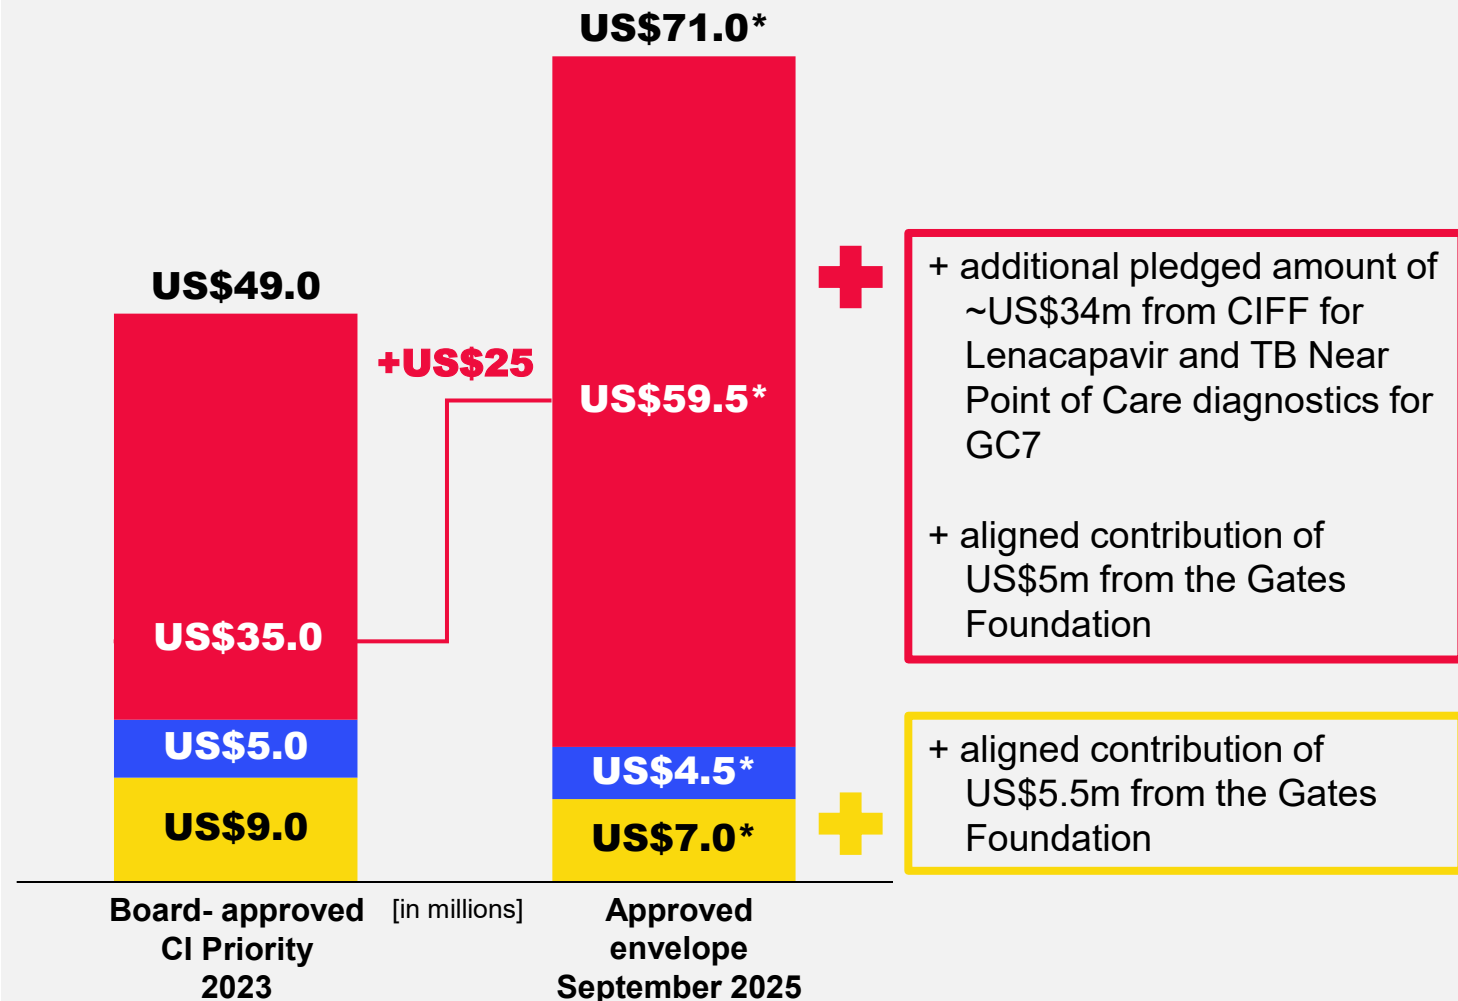 US$71.0*
US$49.0
+US$25
US$59.5*
US$35.0
US$5.0
US$4.5*
US$9.0
US$7.0*
+ additional pledged amount of
~US$34m from CIFF for
Lenacapavir and TB Near
Point of Care diagnostics for
GC7
+ aligned contribution of
US$5m from the Gates
Foundation
+ aligned contribution of
US$5.5m from the Gates
Foundation
Board- approved
CI Priority
2023
[in millions]
Approved
envelope
September 2025